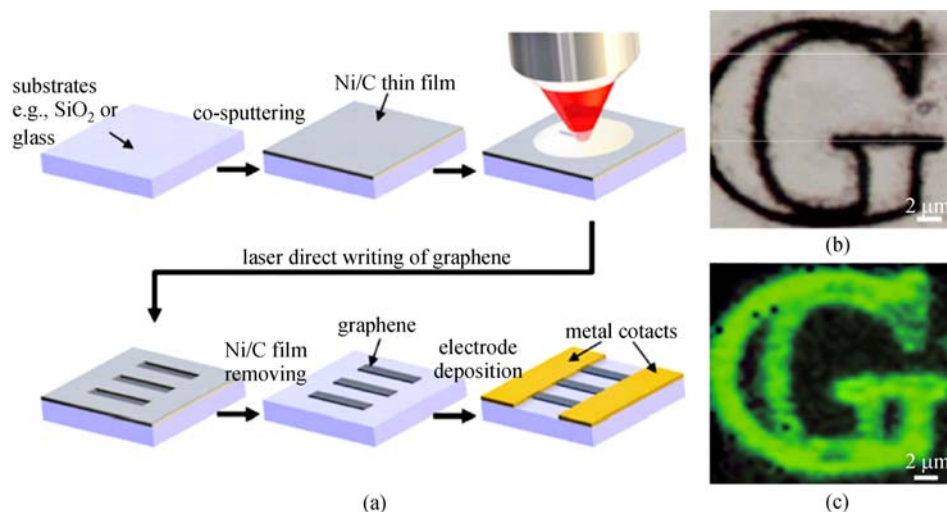 substrates
e.g., SiO₂ or
glass
co-sputtering
Ni/C thin film
laser direct writing of graphene
Ni/C film
removing
graphene
electrode
deposition
metal cotacts
(a)
G
2 μm
(b)
G
2 μm
(c)